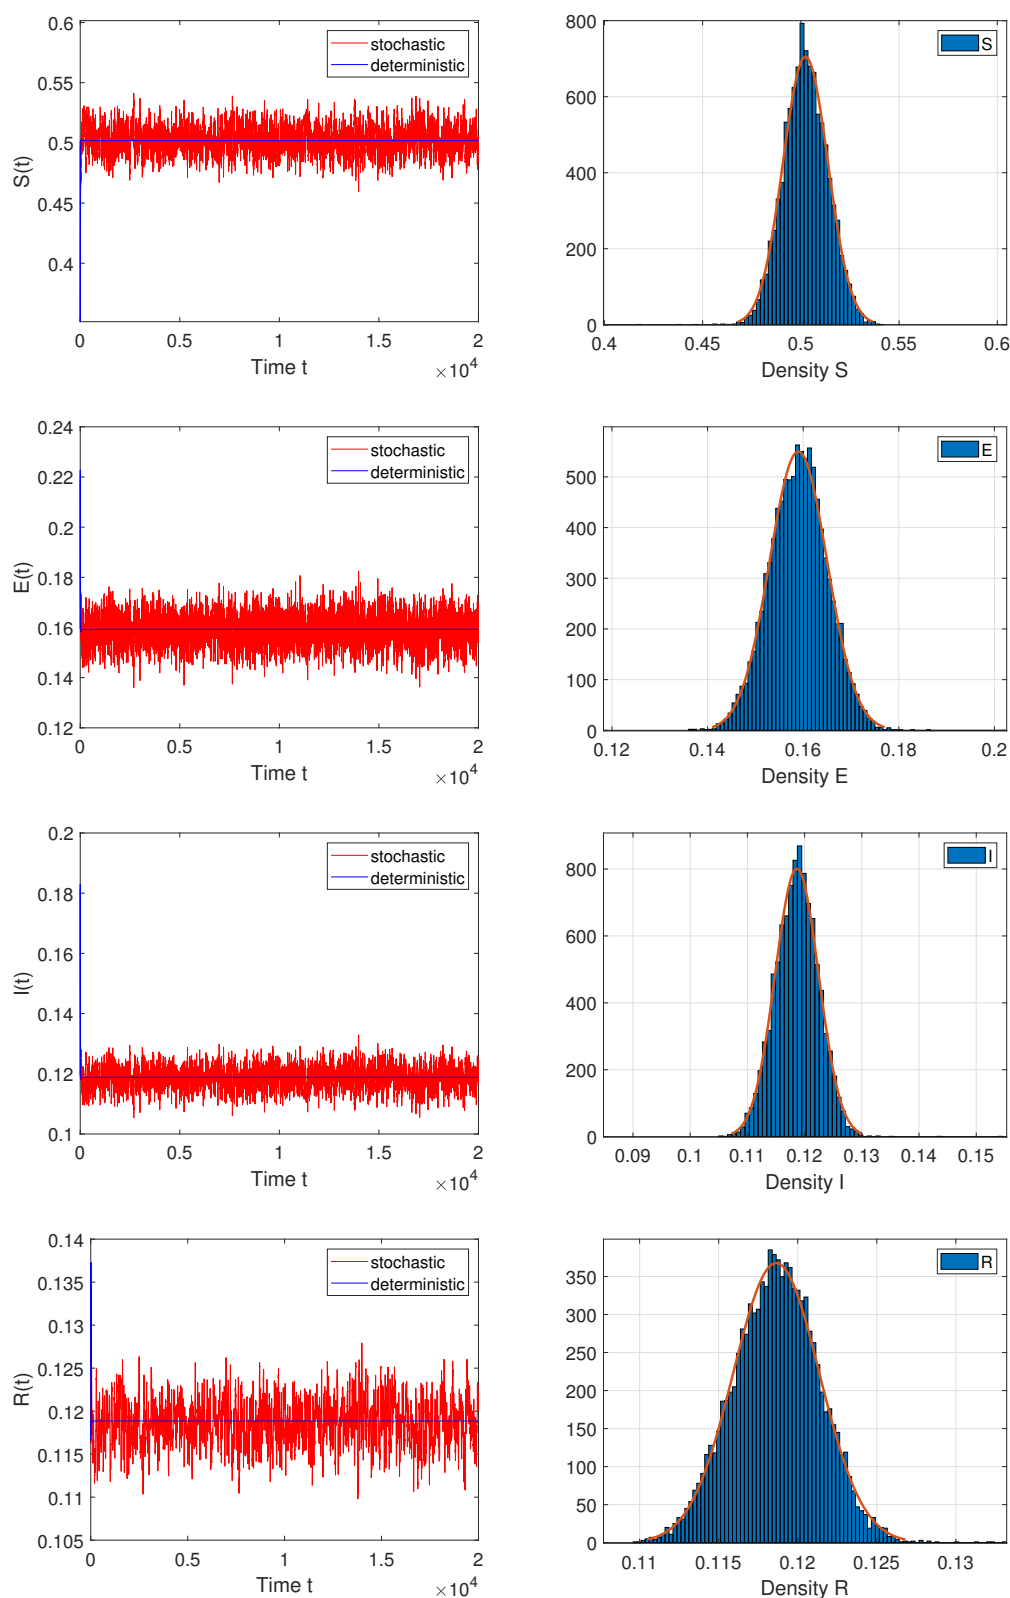 0.6
0.55
0.5
0.45
0.4
S(t)
stochastic
deterministic
0 0.5 1 1.5 2
Time t
×10^4
800
600
400
200
0
S
0.4 0.45 0.5 0.55 0.6
Density S
0.24
0.22
0.2
0.18
0.16
0.14
0.12
E(t)
stochastic
deterministic
0 0.5 1 1.5 2
Time t
×10^4
500
400
300
200
100
0
E
0.12 0.14 0.16 0.18 0.2
Density E
0.2
0.18
0.16
0.14
0.12
0.1
I(t)
stochastic
deterministic
0 0.5 1 1.5 2
Time t
×10^4
800
600
400
200
0
I
0.09 0.1 0.11 0.12 0.13 0.14 0.15
Density I
0.14
0.135
0.13
0.125
0.12
0.115
0.11
0.105
R(t)
stochastic
deterministic
0 0.5 1 1.5 2
Time t
×10^4
350
300
250
200
150
100
50
0
R
0.11 0.115 0.12 0.125 0.13
Density R